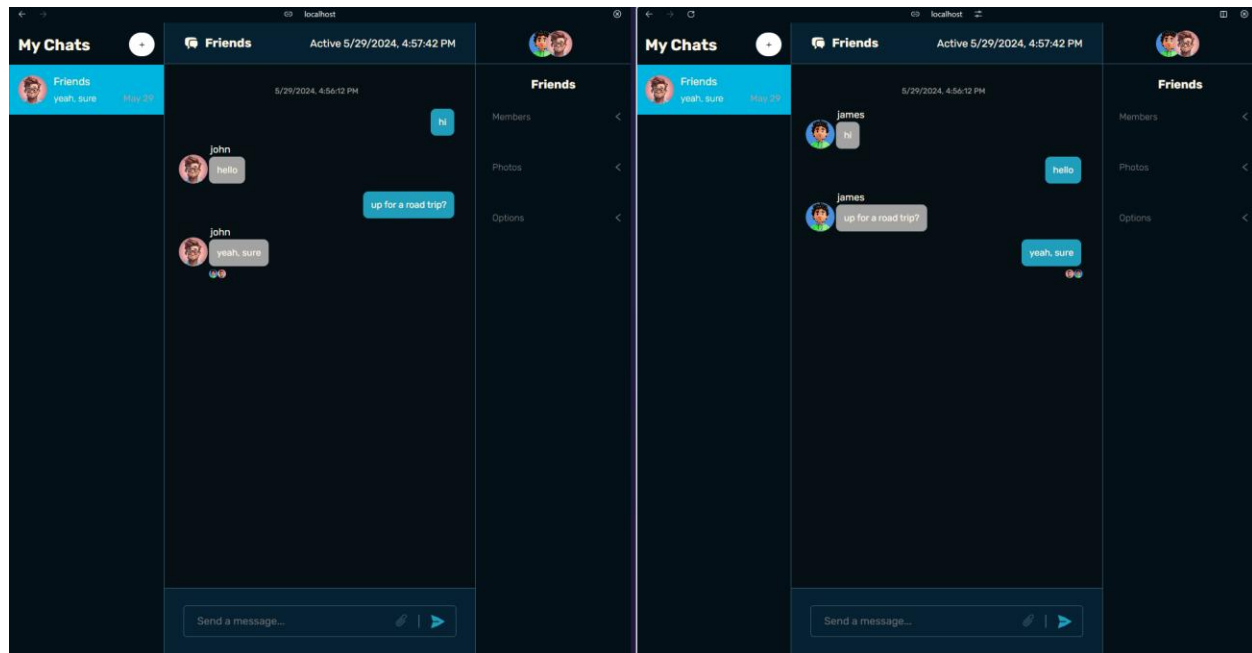 localhost
My Chats +
Friends
yeah, sure May 29
Friends Active 5/29/2024, 4:57:42 PM
5/29/2024, 4:56:12 PM
hi
john
hello
up for a road trip?
john
yeah, sure
Send a message...
Friends
Members
Photos
Options
localhost
My Chats +
Friends
yeah, sure May 29
Friends Active 5/29/2024, 4:57:42 PM
5/29/2024, 4:56:12 PM
james
hi
hello
james
up for a road trip?
yeah, sure
Send a message...
Friends
Members
Photos
Options